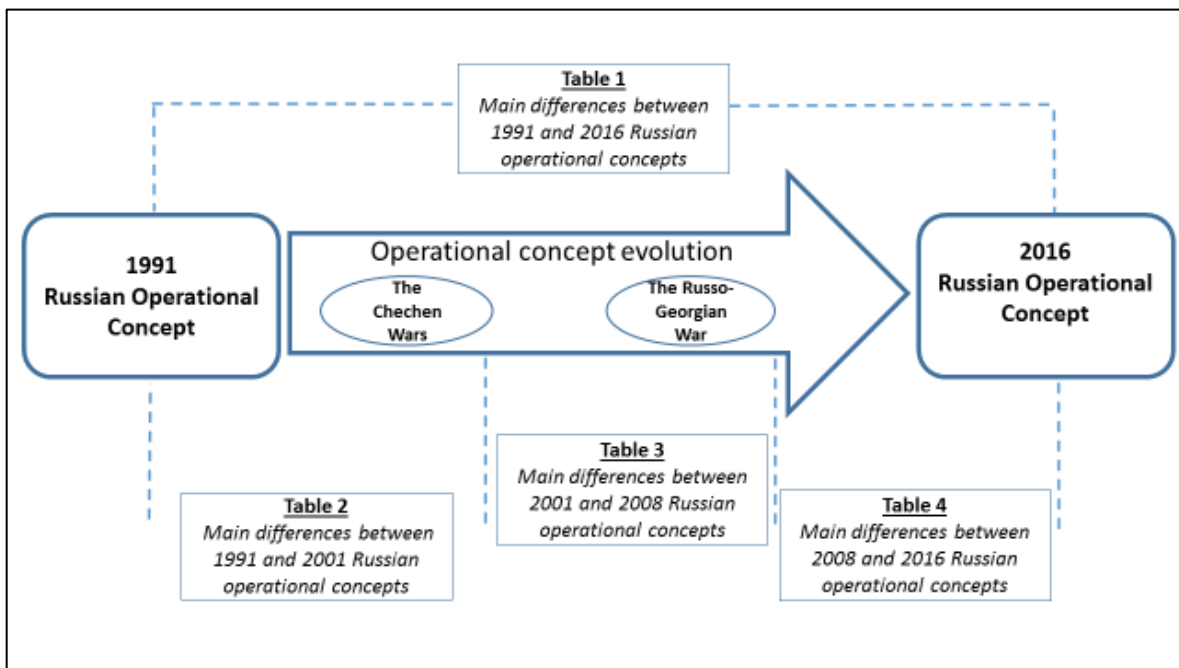 Table 1
Main differences between
1991 and 2016 Russian
operational concepts
1991
Russian Operational
Concept
Operational concept evolution
The
Chechen
Wars
The Russo-
Georgian
War
2016
Russian Operational
Concept
Table 2
Main differences between
1991 and 2001 Russian
operational concepts
Table 3
Main differences between
2001 and 2008 Russian
operational concepts
Table 4
Main differences between
2008 and 2016 Russian
operational concepts